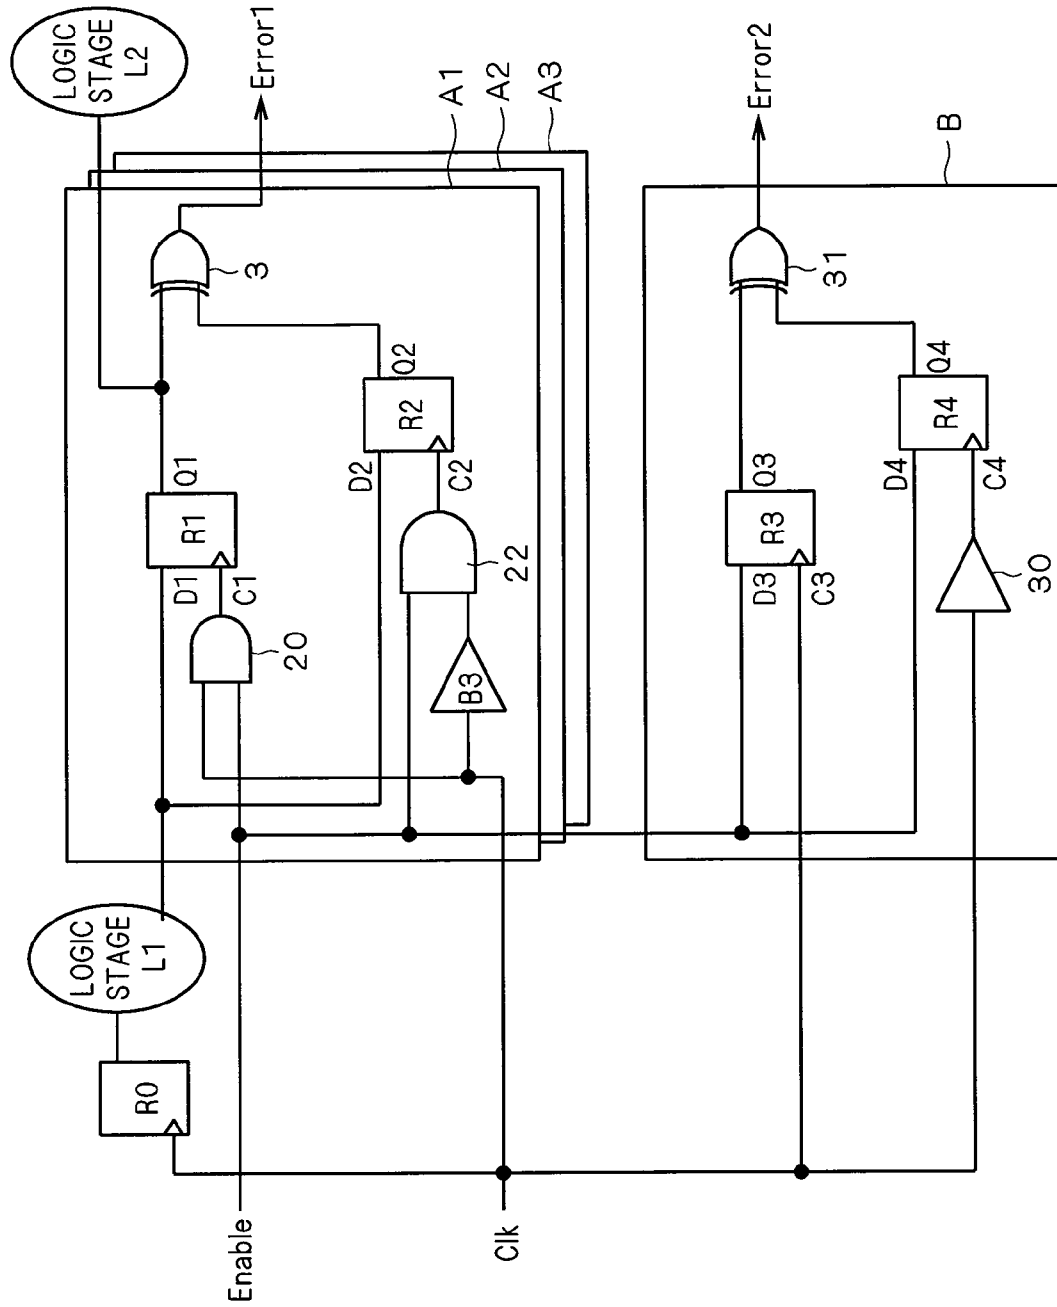 LOGIC
STAGE
L2
Error1
A1
A2
A3
3
Q1
R1
D1
C1
20
Q2
R2
D2
C2
22
B3
LOGIC
STAGE
L1
R0
Enable
Clk
Error2
B
31
Q3
R3
D3
C3
Q4
R4
D4
C4
30